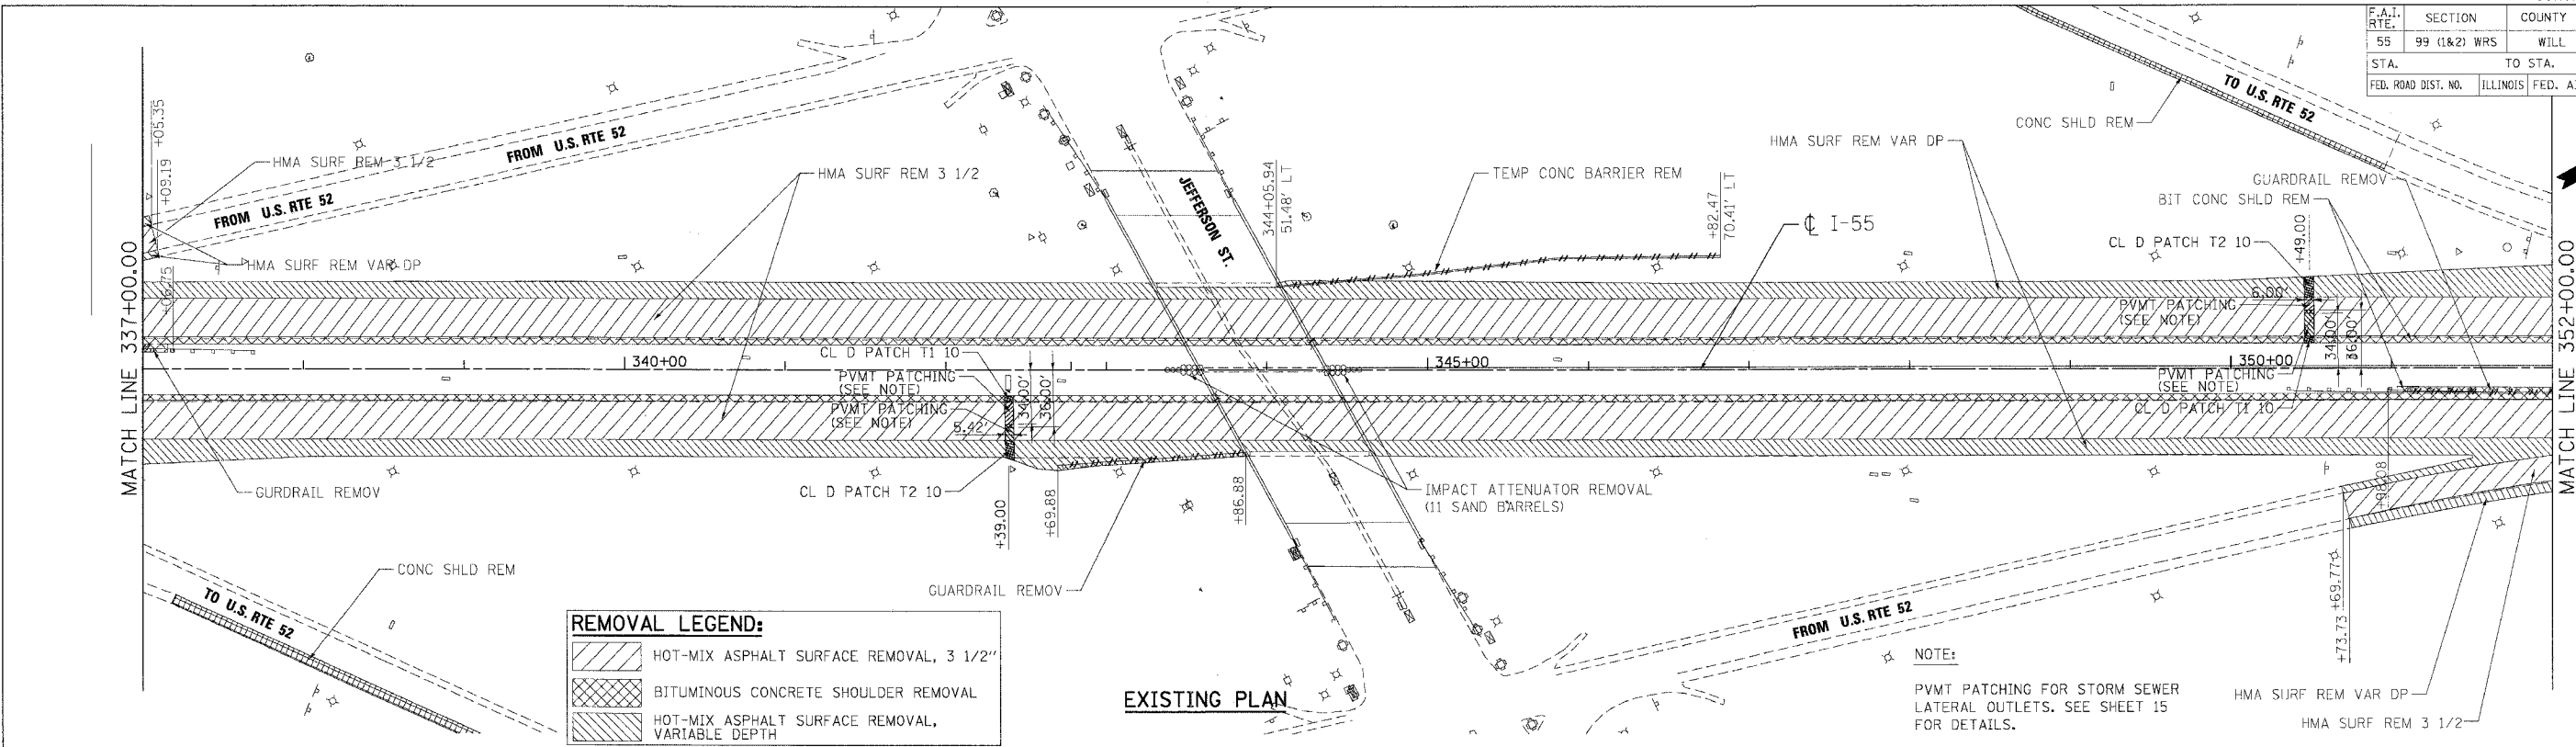 F.A.I. RTE. SECTION COUNTY
55 99 (1&2) WRS WILL
STA. TO STA.
FED. ROAD DIST. NO. ILLINOIS FED. AI
TO U.S. RTE 52
CONC SHLD REM
HMA SURF REM VAR DP
GUARDRAIL REMOV
BIT CONC SHLD REM
CL D PATCH T2 10
+49.00
+05.35
+09.19
HMA SURF REM 3 1/2
FROM U.S. RTE 52
FROM U.S. RTE 52
HMA SURF REM 3 1/2
HMA SURF REM VAR DP
+06.75
JEFFERSON ST.
344+05.94
51.48' LT
TEMP CONC BARRIER REM
+82.47
70.41' LT
℄ I-55
MATCH LINE 337+00.00
MATCH LINE 352+00.00
6.00'
PVMT PATCHING
(SEE NOTE)
34.00'
36.00'
340+00
345+00
350+00
CL D PATCH T1 10
PVMT PATCHING
(SEE NOTE)
PVMT PATCHING
(SEE NOTE)
5.42'
34.00'
36.00'
PVMT PATCHING
(SEE NOTE)
CL D PATCH T1 10
GURDRAIL REMOV
CL D PATCH T2 10
+39.00
+69.88
+86.88
IMPACT ATTENUATOR REMOVAL
(11 SAND BARRELS)
+98.08
GUARDRAIL REMOV
CONC SHLD REM
TO U.S. RTE 52
FROM U.S. RTE 52
+73.73
+69.77
REMOVAL LEGEND:
HOT-MIX ASPHALT SURFACE REMOVAL, 3 1/2"
BITUMINOUS CONCRETE SHOULDER REMOVAL
HOT-MIX ASPHALT SURFACE REMOVAL,
VARIABLE DEPTH
EXISTING PLAN
NOTE:
PVMT PATCHING FOR STORM SEWER
LATERAL OUTLETS. SEE SHEET 15
FOR DETAILS.
HMA SURF REM VAR DP
HMA SURF REM 3 1/2